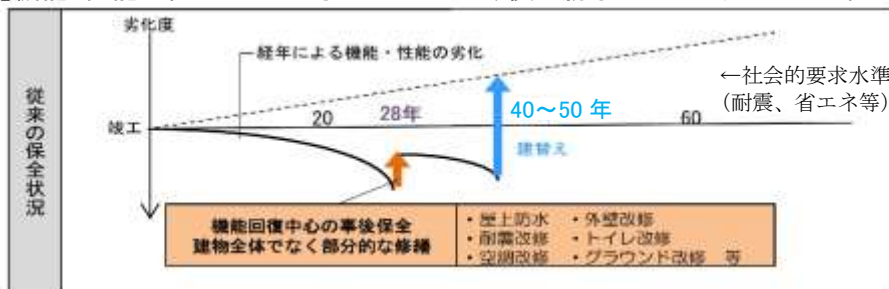 劣化度
経年による機能・性能の劣化
←社会的要求水準
(耐震、省エネ等)
従来の保全状況
竣工
20
28年
40~50 年
60
建替え
機能回復中心の事後保全
建物全体でなく部分的な修繕
・屋上防水 ・外壁改修
・耐震改修 ・トイレ改修
・空調改修 ・グラウンド改修 等